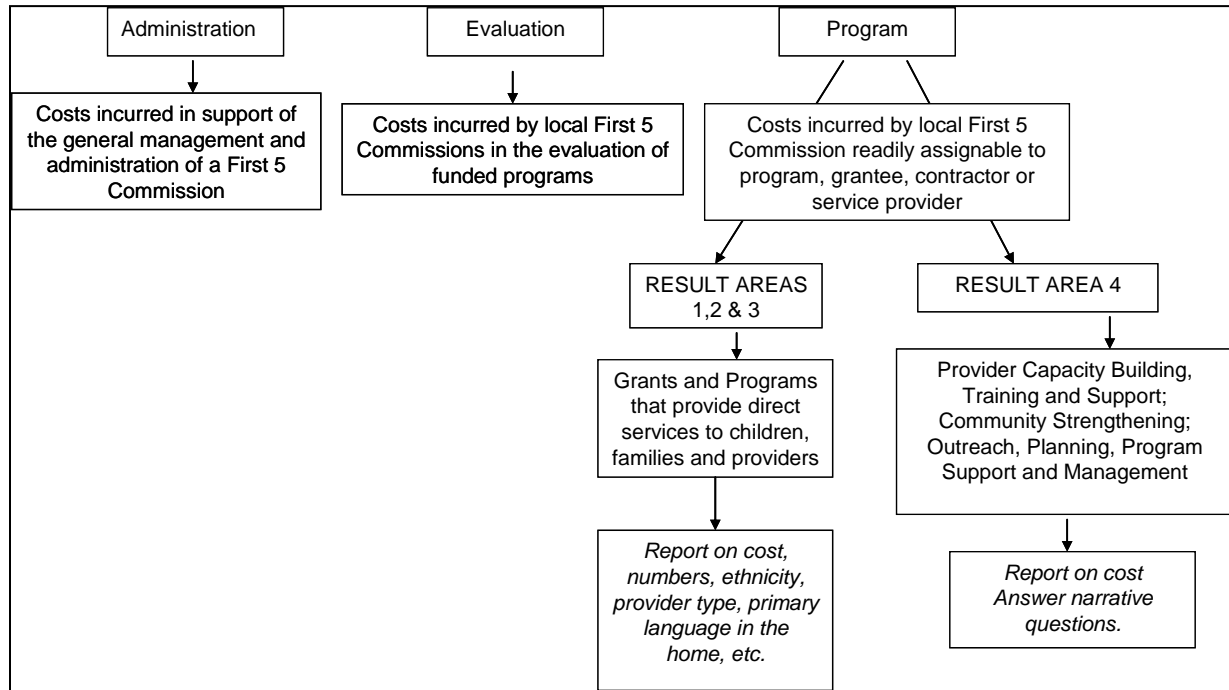 Administration
Evaluation
Program
Costs incurred in support of
the general management and
administration of a First 5
Commission
Costs incurred by local First 5
Commissions in the evaluation of
funded programs
Costs incurred by local First 5
Commission readily assignable to
program, grantee, contractor or
service provider
RESULT AREAS
1,2 & 3
RESULT AREA 4
Grants and Programs
that provide direct
services to children,
families and providers
Provider Capacity Building,
Training and Support;
Community Strengthening;
Outreach, Planning, Program
Support and Management
Report on cost,
numbers, ethnicity,
provider type, primary
language in the
home, etc.
Report on cost
Answer narrative
questions.